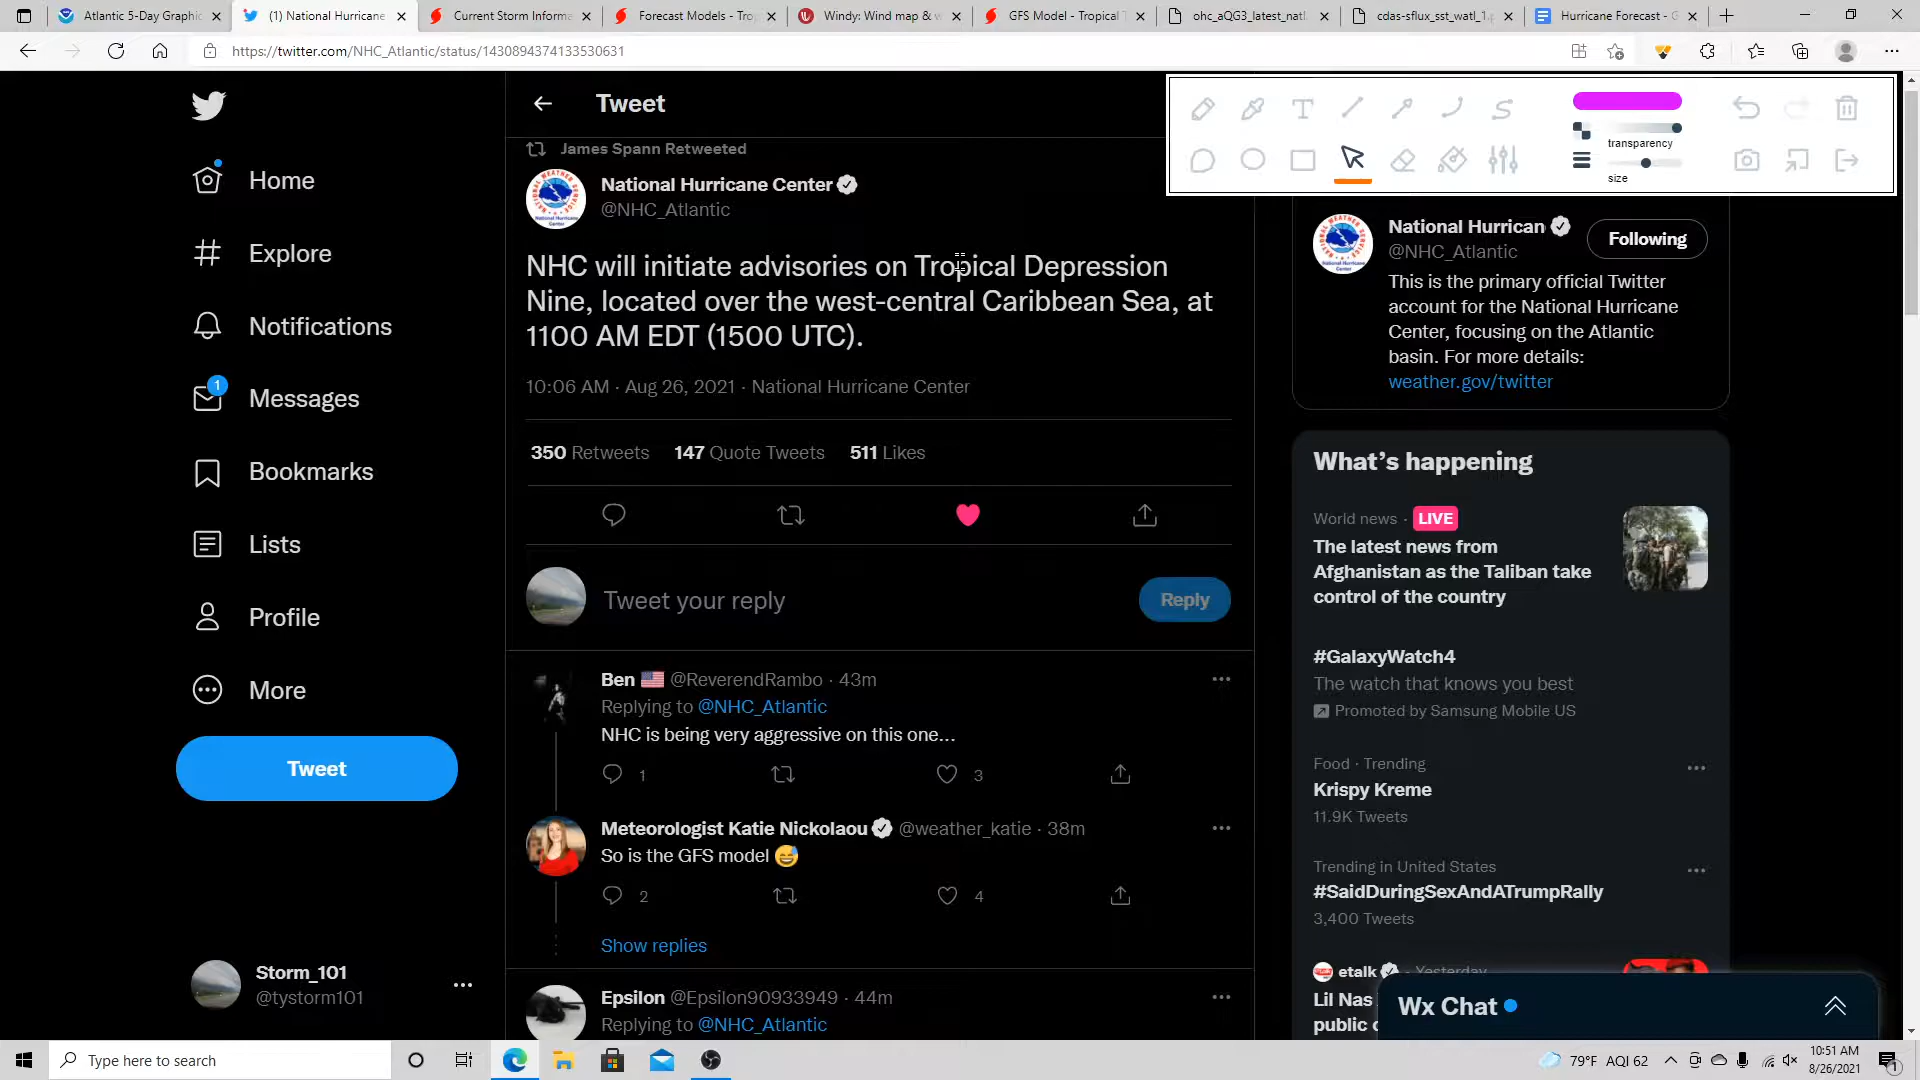 Atlantic 5-Day Graphic
(1) National Hurricane
Current Storm Informa
Forecast Models - Tro
Windy: Wind map & w
GFS Model - Tropical T
ohc_aQG3_latest_natl
cdas-sflux_sst_watl_1.
Hurricane Forecast - G
https://twitter.com/NHC_Atlantic/status/1430894374133530631
Home
Explore
Notifications
1
Messages
Bookmarks
Lists
Profile
More
Tweet
Storm_101
@tystorm101
Tweet
James Spann Retweeted
National Hurricane Center
@NHC_Atlantic
NHC will initiate advisories on Tropical Depression
Nine, located over the west-central Caribbean Sea, at
1100 AM EDT (1500 UTC).
10:06 AM · Aug 26, 2021 · National Hurricane Center
350 Retweets 147 Quote Tweets 511 Likes
Tweet your reply
Reply
Ben @ReverendRambo · 43m
Replying to @NHC_Atlantic
NHC is being very aggressive on this one...
1 3
Meteorologist Katie Nickolaou @weather_katie · 38m
So is the GFS model 😅
2 4
Show replies
Epsilon @Epsilon90933949 · 44m
Replying to @NHC_Atlantic
transparency
size
National Hurrican
@NHC_Atlantic
Following
This is the primary official Twitter
account for the National Hurricane
Center, focusing on the Atlantic
basin. For more details:
weather.gov/twitter
What's happening
World news · LIVE
The latest news from
Afghanistan as the Taliban take
control of the country
#GalaxyWatch4
The watch that knows you best
Promoted by Samsung Mobile US
Food · Trending
Krispy Kreme
11.9K Tweets
Trending in United States
#SaidDuringSexAndATrumpRally
3,400 Tweets
etalk · Yesterday
Lil Nas
public
Wx Chat
Type here to search
79°F AQI 62
10:51 AM
8/26/2021
1